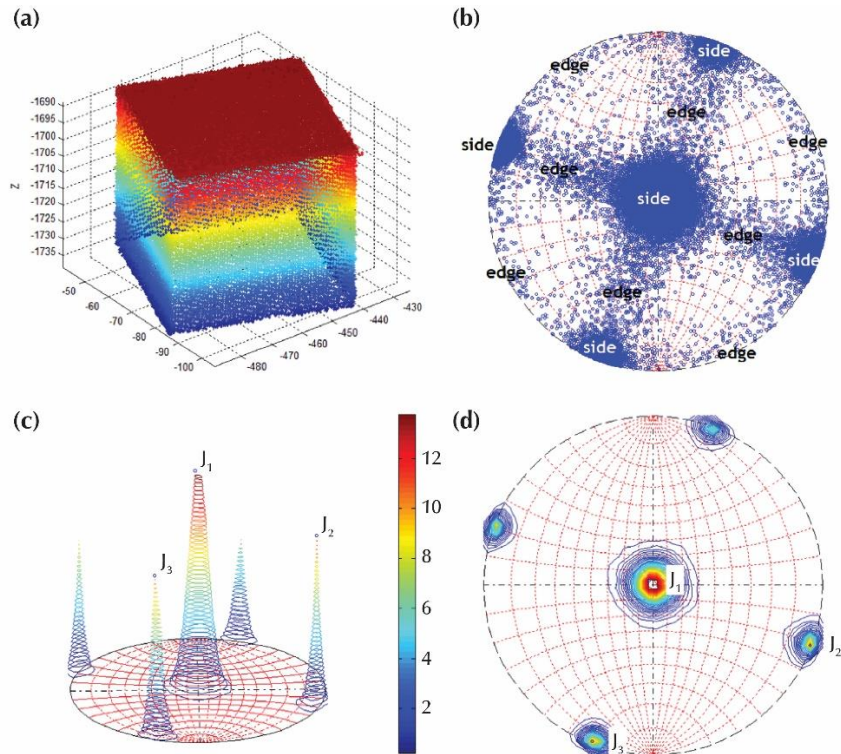 (a)
-1690
-1695
-1700
-1705
-1710
-1715
-1720
-1725
-1730
-1735
Z
-50
-60
-70
-80
-90
-100
-480
-470
-460
-450
-440
-430
(b)
side
edge
edge
edge
side
edge
side
edge
side
edge
edge
side
edge
(c)
J1
J2
J3
12
10
8
6
4
2
(d)
J1
J2
J3